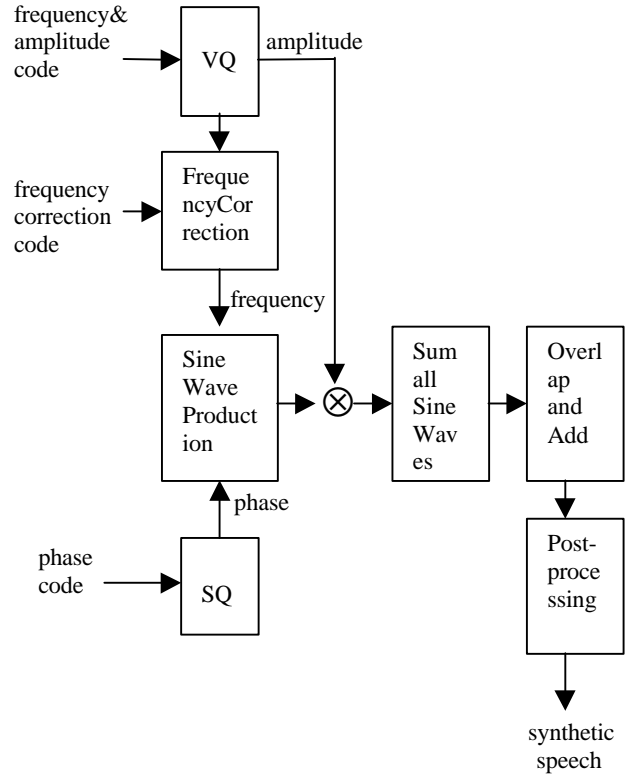 frequency&
amplitude
code
VQ
amplitude
frequency
correction
code
Freque
ncyCor
rection
frequency
Sine
Wave
Product
ion
Sum
all
Sine
Wav
es
Overl
ap
and
Add
phase
phase
code
SQ
Post-
proce
ssing
synthetic
speech